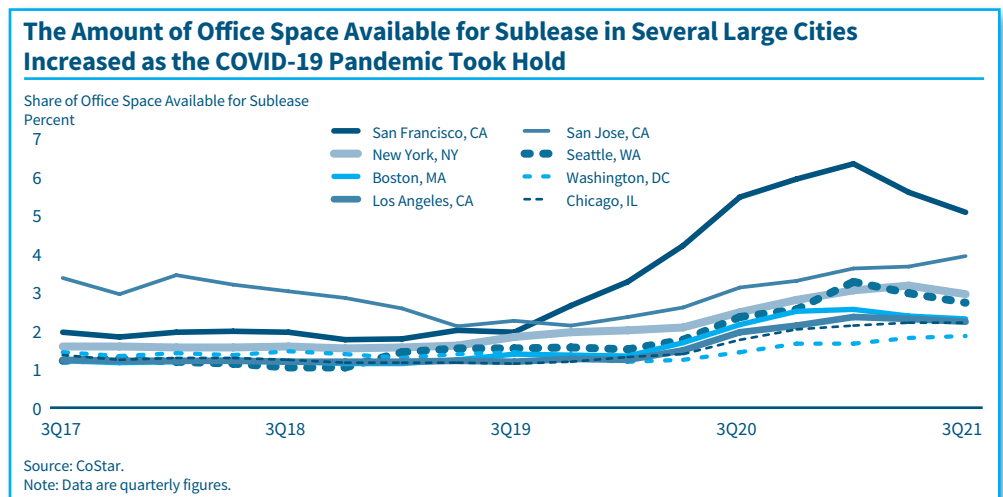 The Amount of Office Space Available for Sublease in Several Large Cities
Increased as the COVID-19 Pandemic Took Hold
Share of Office Space Available for Sublease
Percent
7
6
5
4
3
2
1
0
San Francisco, CA
New York, NY
Boston, MA
Los Angeles, CA
San Jose, CA
Seattle, WA
Washington, DC
Chicago, IL
3Q17 3Q18 3Q19 3Q20 3Q21
Source: CoStar.
Note: Data are quarterly figures.